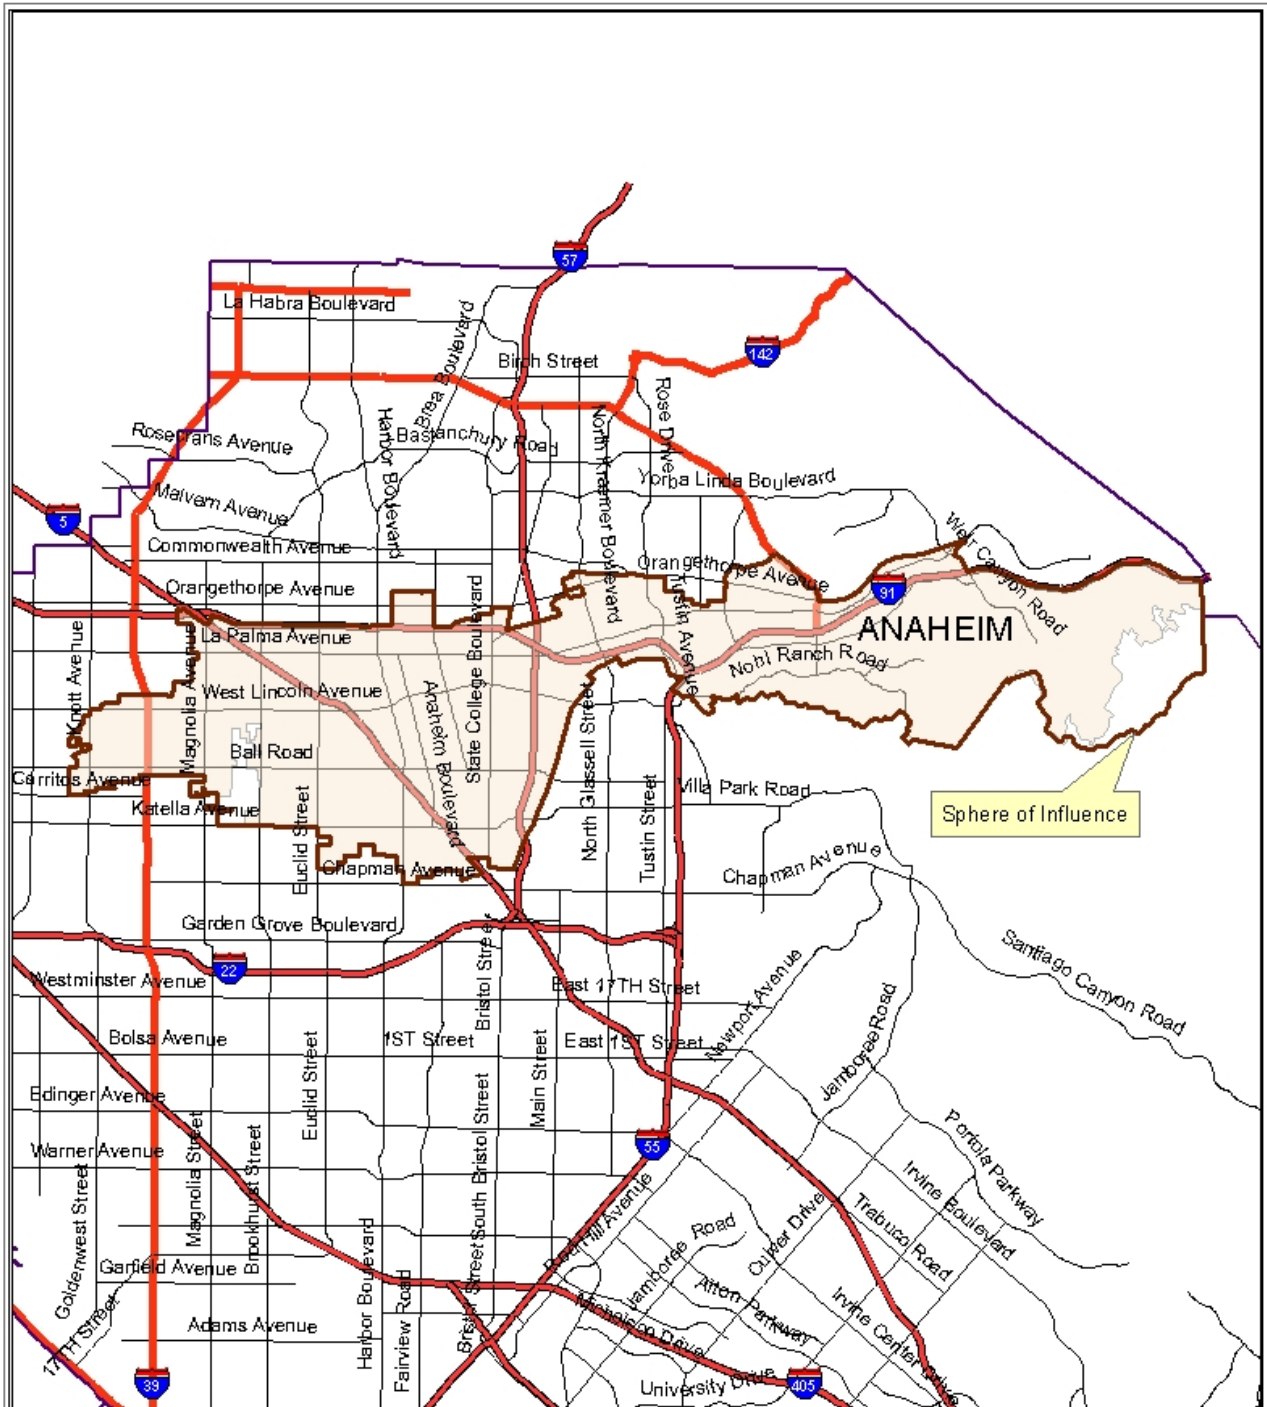 57
La Habra Boulevard
142
Birch Street
Brea Boulevard
Rose Drive
Harbor Boulevard
North Kraemer Boulevard
Rosecrans Avenue
Bastanchury Road
Yorba Linda Boulevard
Malvern Avenue
5
Commonwealth Avenue
Weir Canyon Road
Orangethorpe Avenue
Orangethorpe Avenue
91
State College Boulevard
Tustin Avenue
La Palma Avenue
ANAHEIM
Knott Avenue
Magnolia Avenue
Nohl Ranch Road
West Lincoln Avenue
Anaheim Boulevard
North Glassell Street
Ball Road
Cerritos Avenue
Villa Park Road
Katella Avenue
Euclid Street
Tustin Street
Sphere of Influence
Chapman Avenue
Chapman Avenue
Garden Grove Boulevard
Bristol Street
Santiago Canyon Road
22
Westminster Avenue
East 17TH Street
Newport Avenue
Jamboree Road
Bolsa Avenue
1ST Street
East 1ST Street
Euclid Street
Main Street
Edinger Avenue
Magnolia Street
South Bristol Street
55
Portola Parkway
Warner Avenue
Goldenwest Street
Brookhurst Street
Irvine Boulevard
Red Hill Avenue
Culver Drive
Trabuco Road
Jamboree Road
Garfield Avenue
Harbor Boulevard
Fairview Road
Bristol Street
Alton Parkway
Irvine Center Drive
17TH Street
Adams Avenue
Michelson Drive
39
University Drive
405